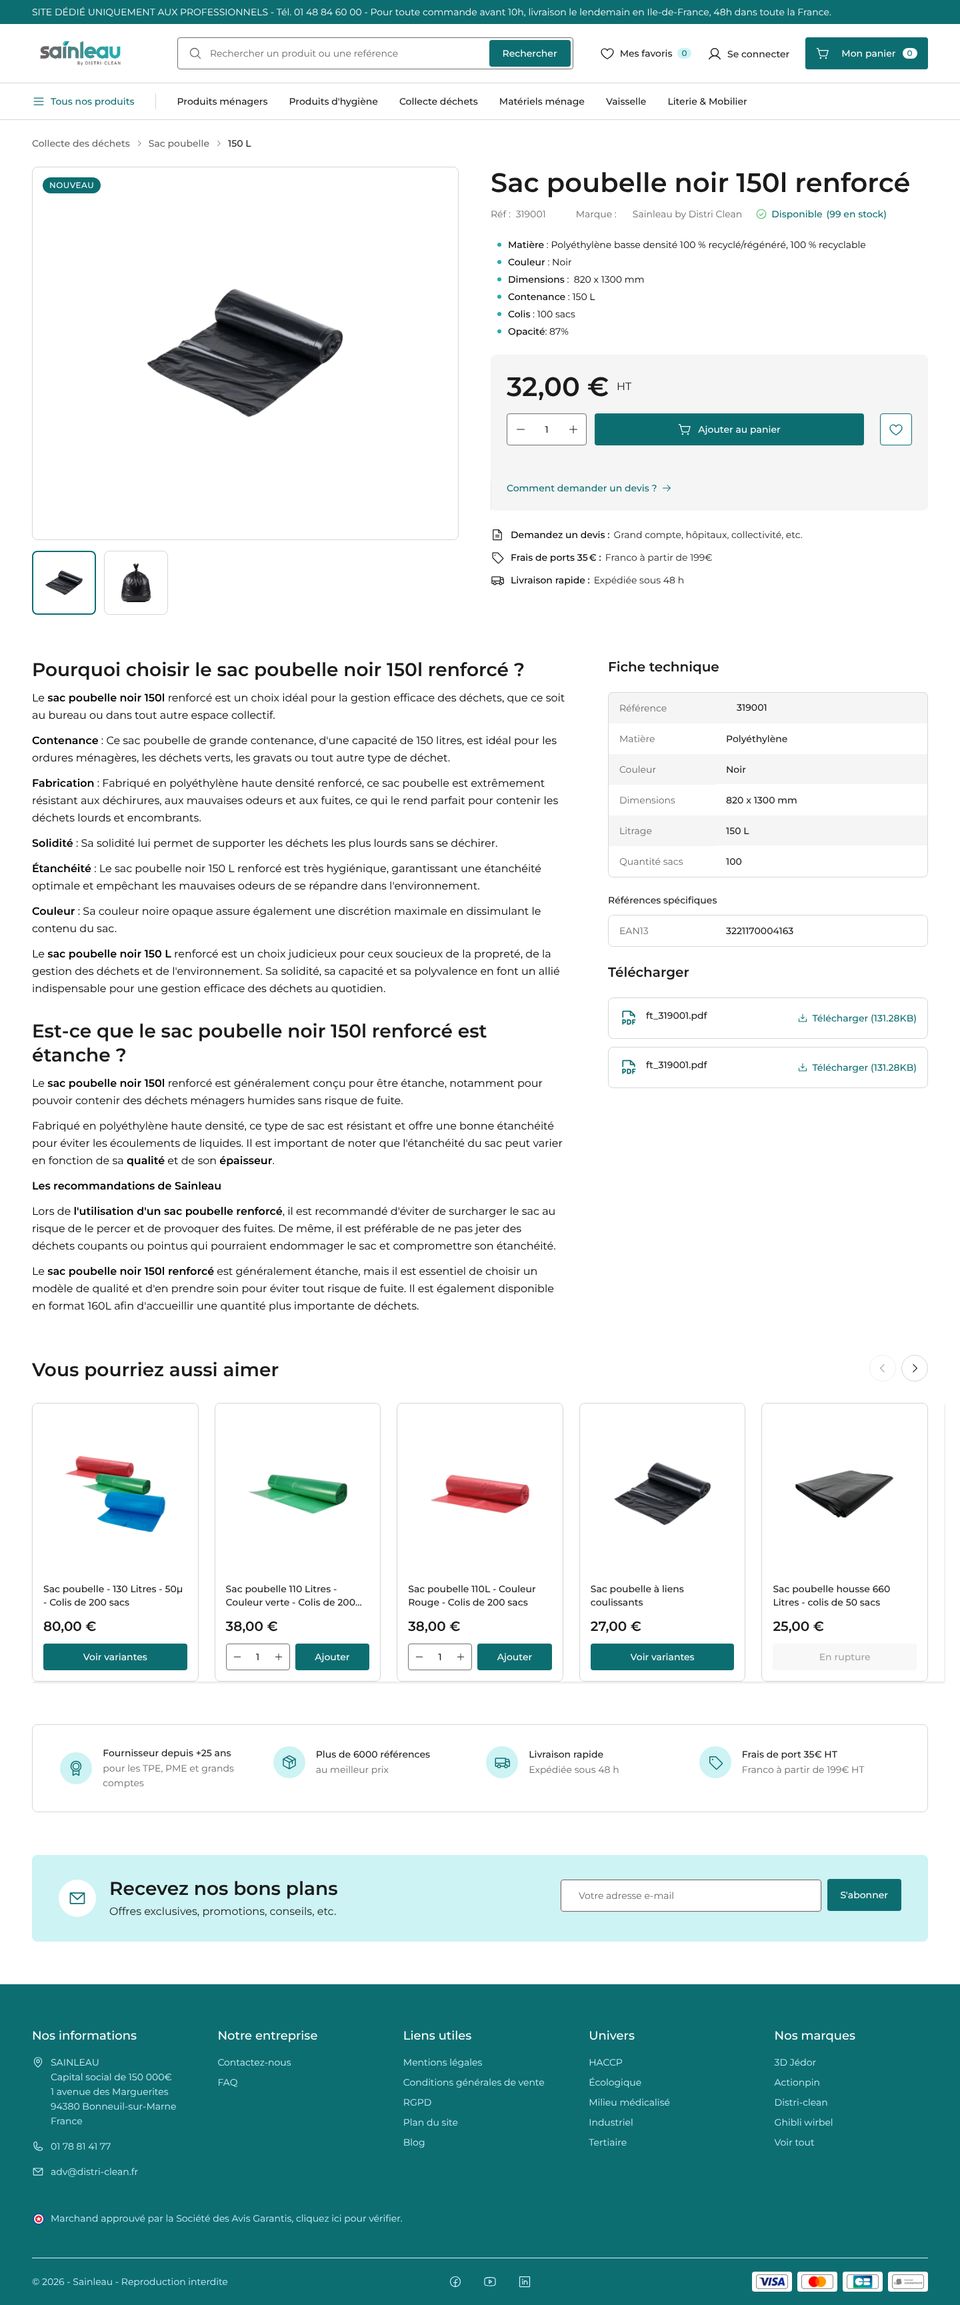 SITE DÉDIÉ UNIQUEMENT AUX PROFESSIONNELS - Tél. 01 48 84 60 00 - Pour toute commande avant 10h, livraison le lendemain en Ile-de-France, 48h dans toute la France.
sainleau
By DISTRI-CLEAN
Rechercher un produit ou une reférence
Rechercher
Mes favoris 0
Se connecter
Mon panier 0
Tous nos produits
Produits ménagers
Produits d'hygiène
Collecte déchets
Matériels ménage
Vaisselle
Literie & Mobilier
Collecte des déchets > Sac poubelle > 150 L
NOUVEAU
Sac poubelle noir 150l renforcé
Réf : 319001 Marque : Sainleau by Distri Clean Disponible (99 en stock)
Matière : Polyéthylène basse densité 100 % recyclé/régénéré, 100 % recyclable
Couleur : Noir
Dimensions : 820 x 1300 mm
Contenance : 150 L
Colis : 100 sacs
Opacité: 87%
32,00 € HT
− 1 +
Ajouter au panier
Comment demander un devis ? →
Demandez un devis : Grand compte, hôpitaux, collectivité, etc.
Frais de ports 35 € : Franco à partir de 199€
Livraison rapide : Expédiée sous 48 h
Pourquoi choisir le sac poubelle noir 150l renforcé ?
Le sac poubelle noir 150l renforcé est un choix idéal pour la gestion efficace des déchets, que ce soit
au bureau ou dans tout autre espace collectif.
Contenance : Ce sac poubelle de grande contenance, d'une capacité de 150 litres, est idéal pour les
ordures ménagères, les déchets verts, les gravats ou tout autre type de déchet.
Fabrication : Fabriqué en polyéthylène haute densité renforcé, ce sac poubelle est extrêmement
résistant aux déchirures, aux mauvaises odeurs et aux fuites, ce qui le rend parfait pour contenir les
déchets lourds et encombrants.
Solidité : Sa solidité lui permet de supporter les déchets les plus lourds sans se déchirer.
Étanchéité : Le sac poubelle noir 150 L renforcé est très hygiénique, garantissant une étanchéité
optimale et empêchant les mauvaises odeurs de se répandre dans l'environnement.
Couleur : Sa couleur noire opaque assure également une discrétion maximale en dissimulant le
contenu du sac.
Le sac poubelle noir 150 L renforcé est un choix judicieux pour ceux soucieux de la propreté, de la
gestion des déchets et de l'environnement. Sa solidité, sa capacité et sa polyvalence en font un allié
indispensable pour une gestion efficace des déchets au quotidien.
Est-ce que le sac poubelle noir 150l renforcé est
étanche ?
Le sac poubelle noir 150l renforcé est généralement conçu pour être étanche, notamment pour
pouvoir contenir des déchets ménagers humides sans risque de fuite.
Fabriqué en polyéthylène haute densité, ce type de sac est résistant et offre une bonne étanchéité
pour éviter les écoulements de liquides. Il est important de noter que l'étanchéité du sac peut varier
en fonction de sa qualité et de son épaisseur.
Les recommandations de Sainleau
Lors de l'utilisation d'un sac poubelle renforcé, il est recommandé d'éviter de surcharger le sac au
risque de le percer et de provoquer des fuites. De même, il est préférable de ne pas jeter des
déchets coupants ou pointus qui pourraient endommager le sac et compromettre son étanchéité.
Le sac poubelle noir 150l renforcé est généralement étanche, mais il est essentiel de choisir un
modèle de qualité et d'en prendre soin pour éviter tout risque de fuite. Il est également disponible
en format 160L afin d'accueillir une quantité plus importante de déchets.
Fiche technique
Référence 319001
Matière Polyéthylène
Couleur Noir
Dimensions 820 x 1300 mm
Litrage 150 L
Quantité sacs 100
Références spécifiques
EAN13 3221170004163
Télécharger
PDF ft_319001.pdf Télécharger (131.28KB)
PDF ft_319001.pdf Télécharger (131.28KB)
Vous pourriez aussi aimer
Sac poubelle - 130 Litres - 50µ
- Colis de 200 sacs
80,00 €
Voir variantes
Sac poubelle 110 Litres -
Couleur verte - Colis de 200...
38,00 €
− 1 + Ajouter
Sac poubelle 110L - Couleur
Rouge - Colis de 200 sacs
38,00 €
− 1 + Ajouter
Sac poubelle à liens
coulissants
27,00 €
Voir variantes
Sac poubelle housse 660
Litres - colis de 50 sacs
25,00 €
En rupture
Fournisseur depuis +25 ans
pour les TPE, PME et grands
comptes
Plus de 6000 références
au meilleur prix
Livraison rapide
Expédiée sous 48 h
Frais de port 35€ HT
Franco à partir de 199€ HT
Recevez nos bons plans
Offres exclusives, promotions, conseils, etc.
Votre adresse e-mail
S'abonner
Nos informations
SAINLEAU
Capital social de 150 000€
1 avenue des Marguerites
94380 Bonneuil-sur-Marne
France
01 78 81 41 77
adv@distri-clean.fr
Notre entreprise
Contactez-nous
FAQ
Liens utiles
Mentions légales
Conditions générales de vente
RGPD
Plan du site
Blog
Univers
HACCP
Écologique
Milieu médicalisé
Industriel
Tertiaire
Nos marques
3D Jédor
Actionpin
Distri-clean
Ghibli wirbel
Voir tout
Marchand approuvé par la Société des Avis Garantis, cliquez ici pour vérifier.
© 2026 - Sainleau - Reproduction interdite
VISA
CB